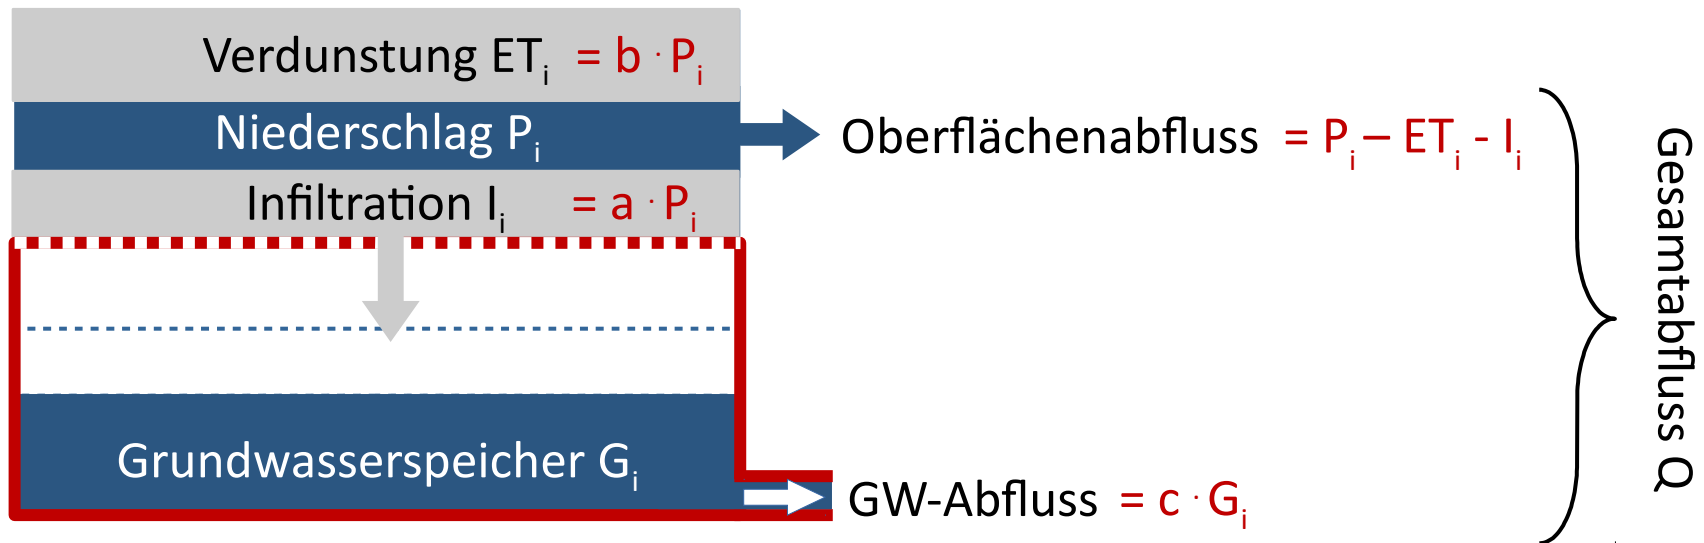 Verdunstung ETi = b · Pi
Niederschlag Pi
Oberflächenabfluss = Pi – ETi - Ii
Infiltration Ii = a · Pi
Grundwasserspeicher Gi
GW-Abfluss = c · Gi
Gesamtabfluss Q